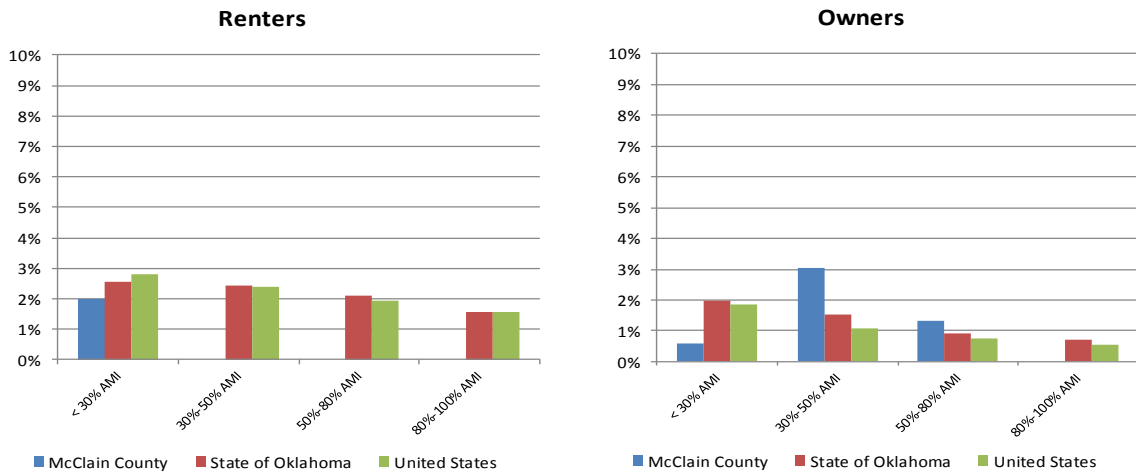 Renters
10%
9%
8%
7%
6%
5%
4%
3%
2%
1%
0%
< 30% AMI
30%-50% AMI
50%-80% AMI
80%-100% AMI
McClain County State of Oklahoma United States
Owners
10%
9%
8%
7%
6%
5%
4%
3%
2%
1%
0%
< 30% AMI
30%-50% AMI
50%-80% AMI
80%-100% AMI
McClain County State of Oklahoma United States